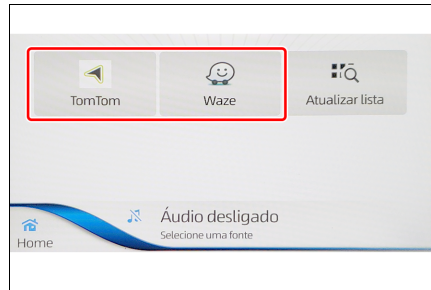 TomTom
Waze
Atualizar lista
Áudio desligado
Selecione uma fonte
Home